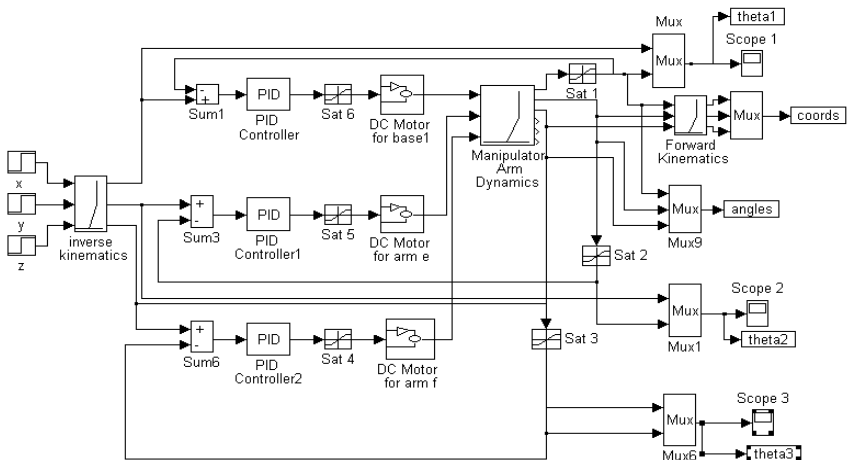 Mux
theta1
Mux
Scope 1
Sat 1
- +
Sum1
PID
PID
Controller
Sat 6
DC Motor
for base1
Manipulator
Arm
Dynamics
Forward
Kinematics
Mux
coords
x
y
z
inverse
kinematics
+ -
Sum3
PID
PID
Controller1
Sat 5
DC Motor
for arm e
Mux
Mux9
angles
Sat 2
+ -
Sum6
PID
PID
Controller2
Sat 4
DC Motor
for arm f
Sat 3
Mux
Mux1
Scope 2
theta2
Mux
Mux6
Scope 3
theta3